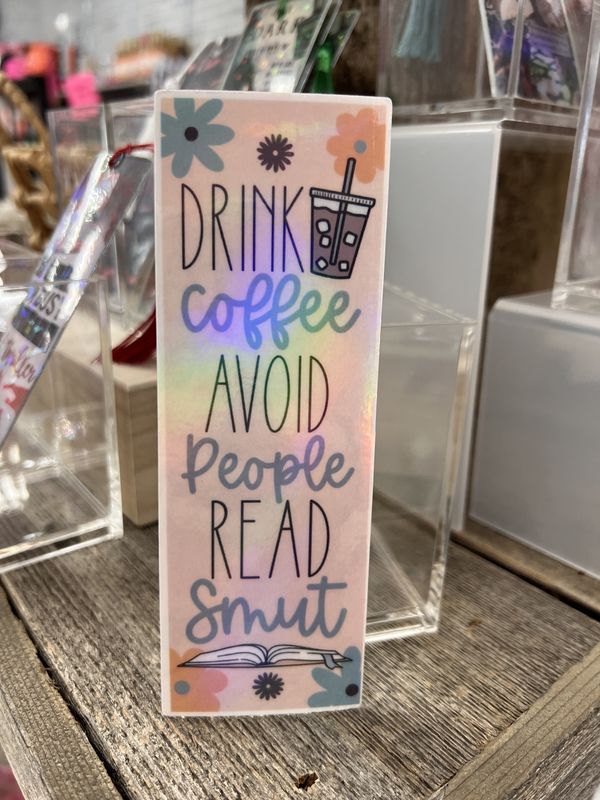 DRINK
coffee
AVOID
People
READ
Smut